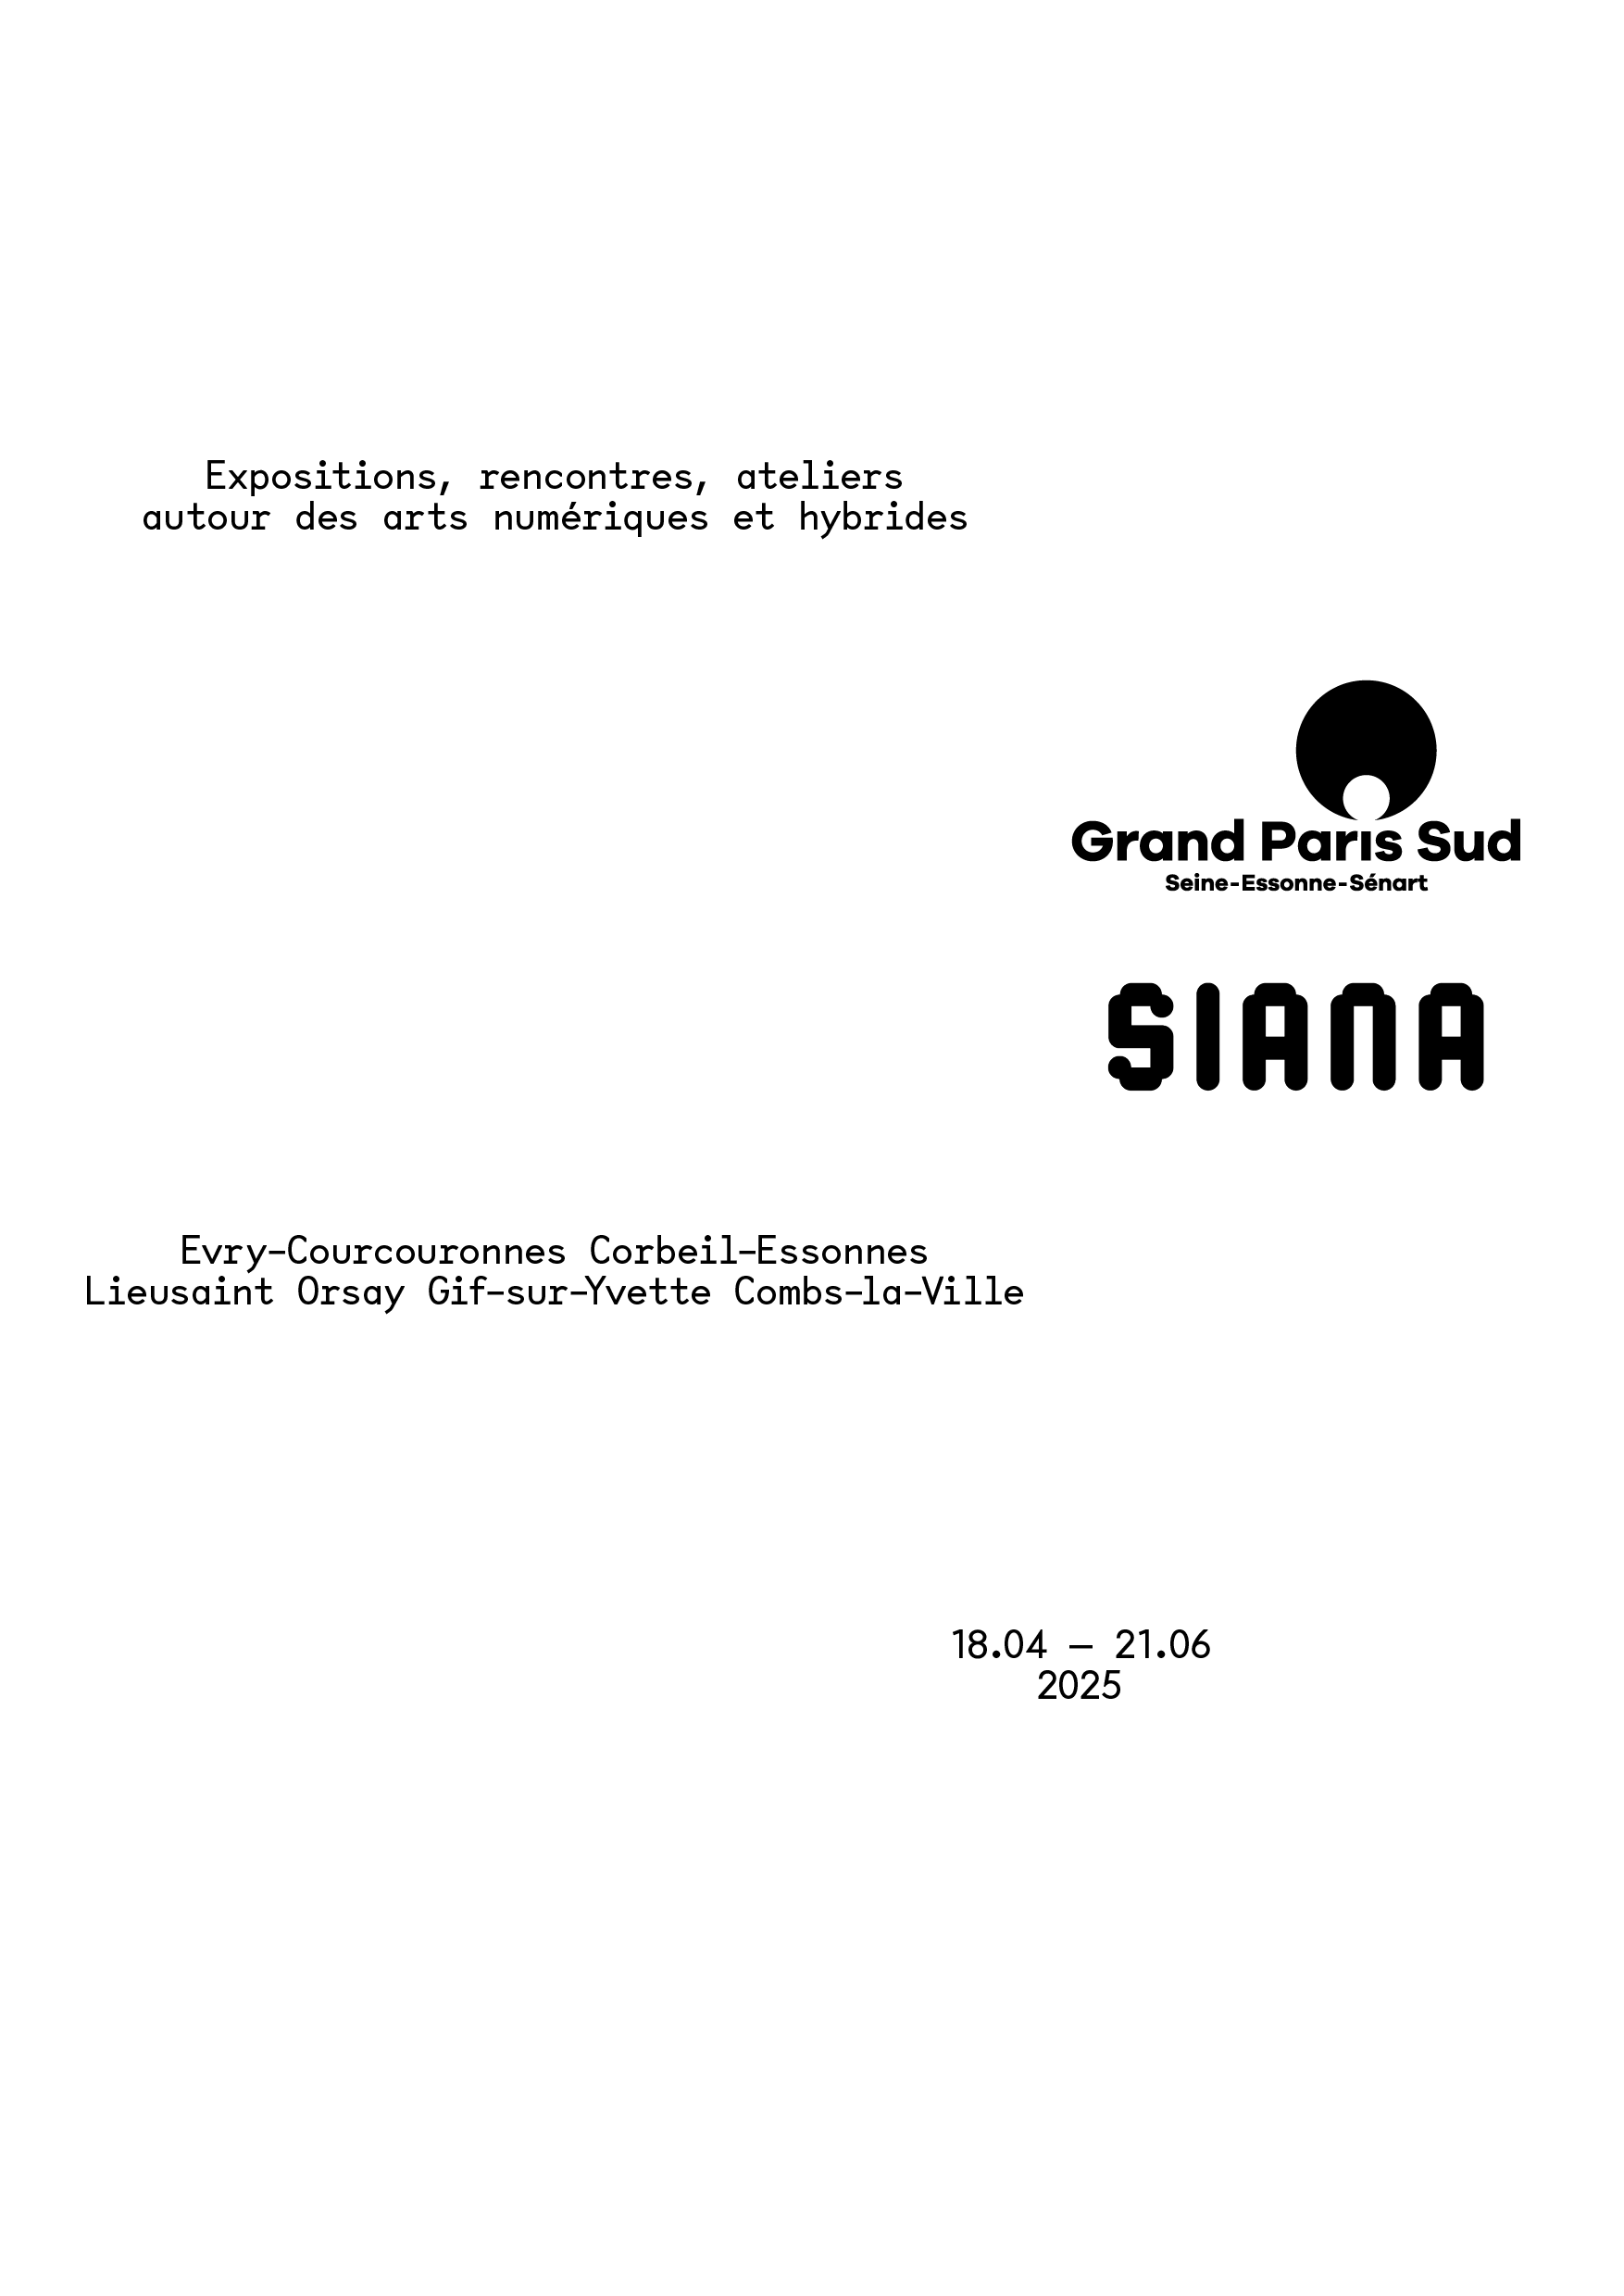 Expositions, rencontres, ateliers
autour des arts numériques et hybrides
Grand Paris Sud
Seine-Essonne-Sénart
SIANA
Evry-Courcouronnes Corbeil-Essonnes
Lieusaint Orsay Gif-sur-Yvette Combs-la-Ville
18.04 – 21.06
2025